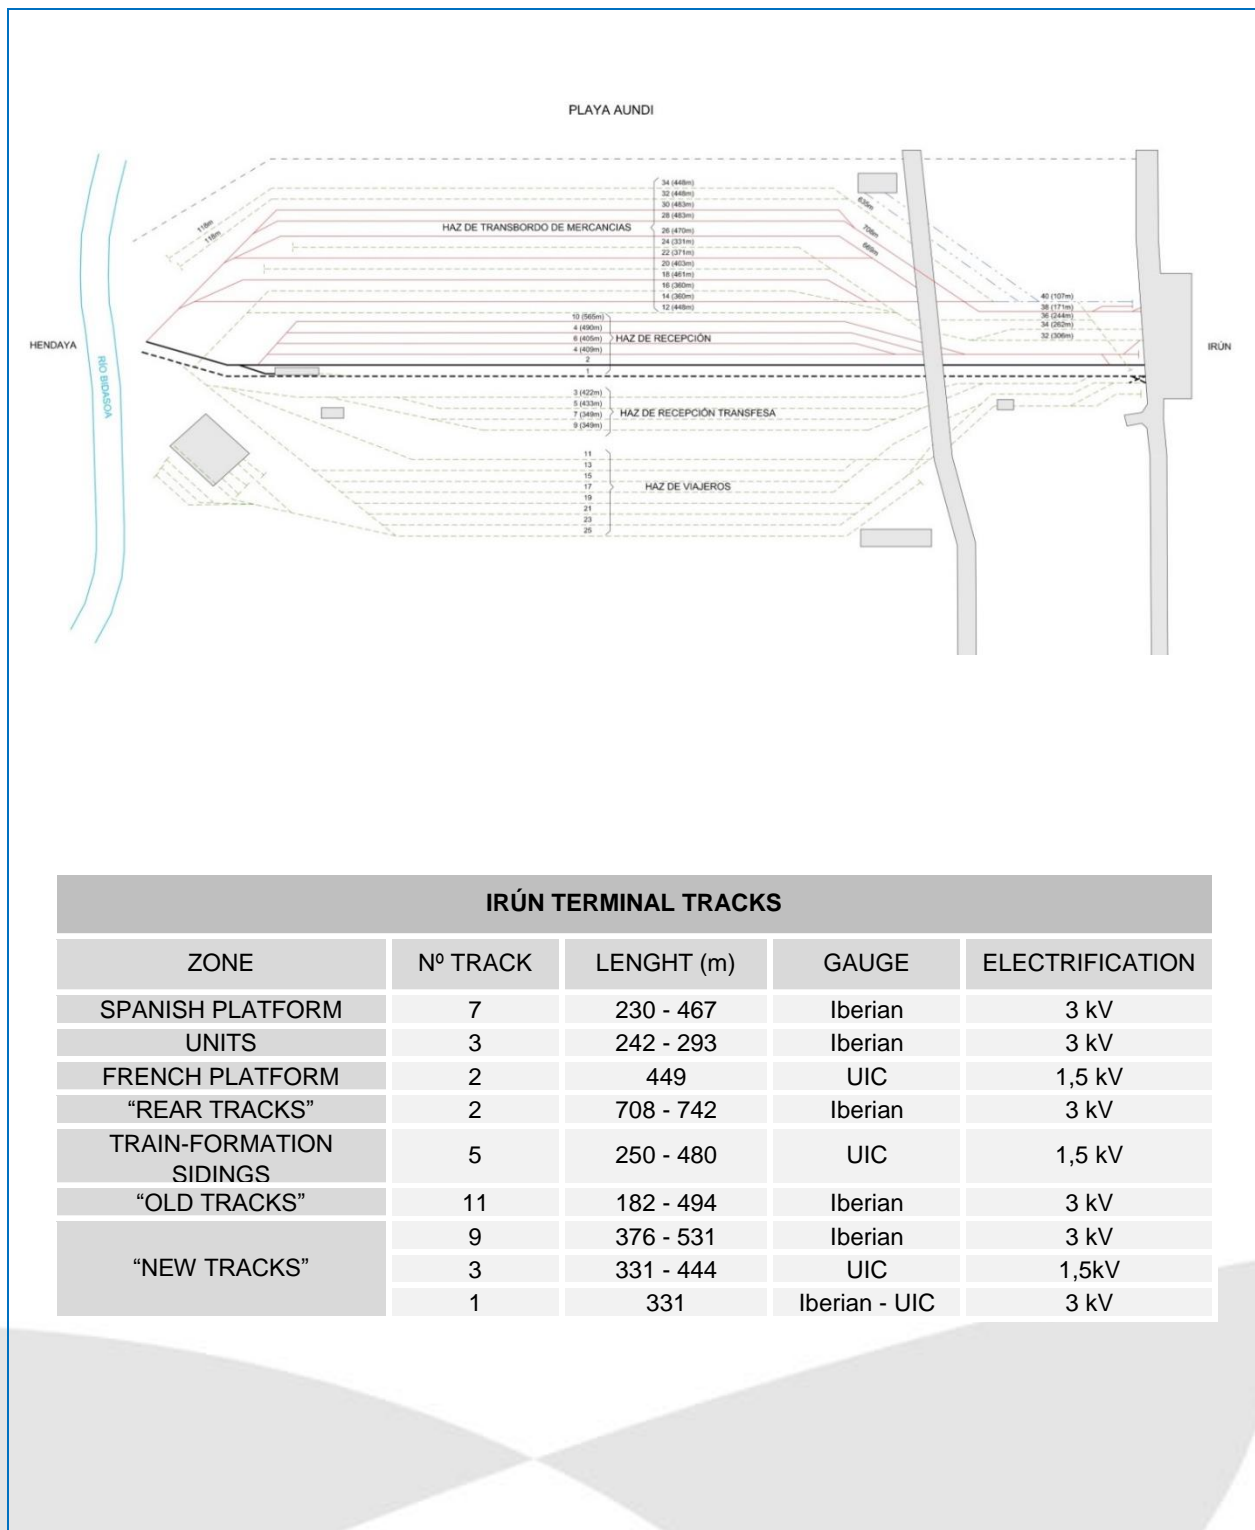 PLAYA AUNDI
34 (448m)
32 (448m)
30 (483m)
28 (483m)
26 (470m)
24 (331m)
22 (371m)
20 (403m)
18 (461m)
16 (360m)
14 (360m)
12 (448m)
HAZ DE TRANSBORDO DE MERCANCIAS
118m
118m
635m
708m
669m
40 (107m)
38 (171m)
36 (244m)
34 (262m)
32 (306m)
10 (565m)
4 (490m)
6 (405m)
4 (409m)
2
1
HAZ DE RECEPCIÓN
HENDAYA
IRÚN
RÍO BIDASOA
3 (422m)
5 (433m)
7 (349m)
9 (349m)
HAZ DE RECEPCIÓN TRANSFESA
11
13
15
17
19
21
23
25
HAZ DE VIAJEROS
IRÚN TERMINAL TRACKS
ZONE Nº TRACK LENGHT (m) GAUGE ELECTRIFICATION
SPANISH PLATFORM 7 230 - 467 Iberian 3 kV
UNITS 3 242 - 293 Iberian 3 kV
FRENCH PLATFORM 2 449 UIC 1,5 kV
“REAR TRACKS” 2 708 - 742 Iberian 3 kV
TRAIN-FORMATION
SIDINGS 5 250 - 480 UIC 1,5 kV
“OLD TRACKS” 11 182 - 494 Iberian 3 kV
“NEW TRACKS” 9 376 - 531 Iberian 3 kV
3 331 - 444 UIC 1,5kV
1 331 Iberian - UIC 3 kV